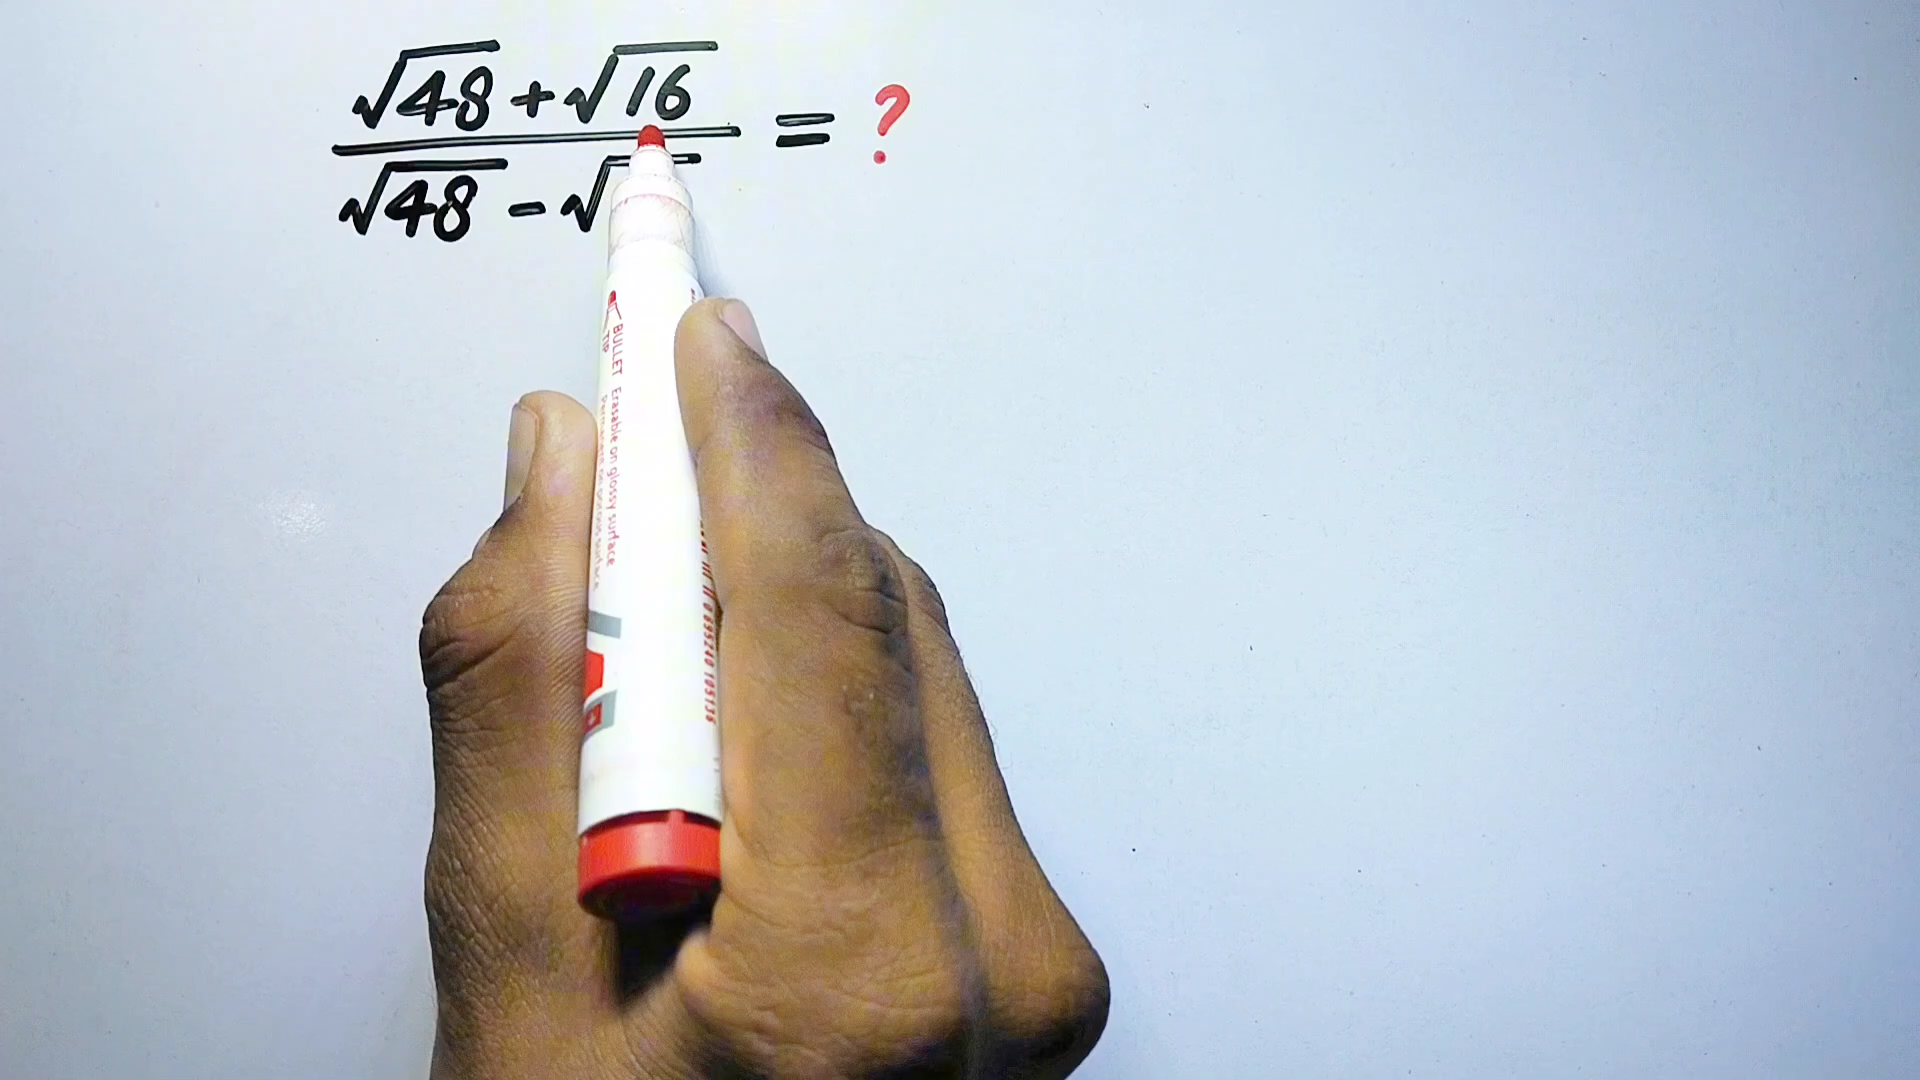 √48 + √16 = ?
√48 - √
BULLET TIP
Erasable on glossy surface